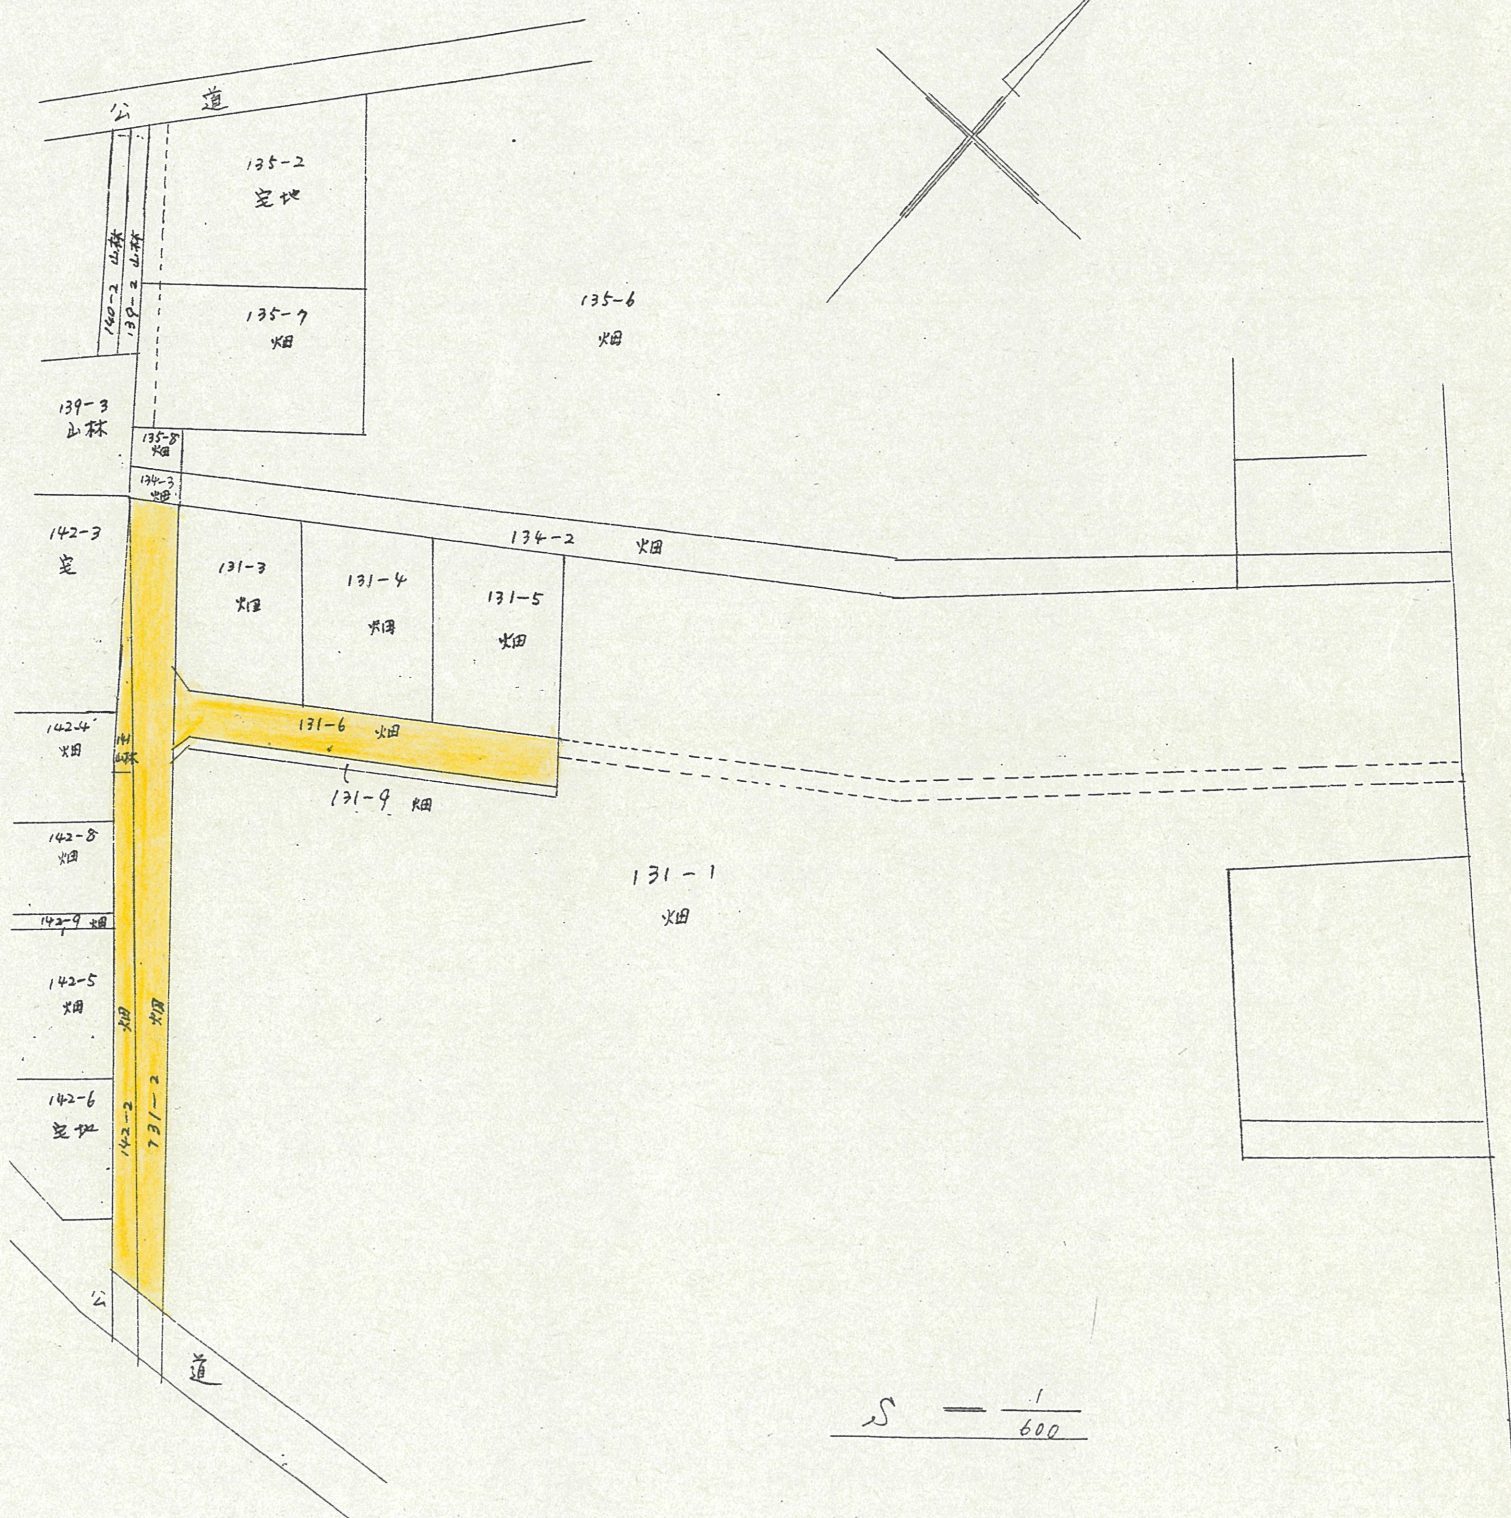 公 道
135-2
宅地
140-2 山林
139-2 山林
135-7
畑
135-6
畑
139-3
山林
135-8
畑
134-3
畑
142-3
宅
134-2 畑
131-3
畑
131-4
畑
131-5
畑
142-4
畑
131-6 畑
131-9 畑
142-8
畑
131-1
畑
142-9 畑
142-5
畑
142-2 畑
131-2 畑
142-6
宅地
公 道
S = 1/600